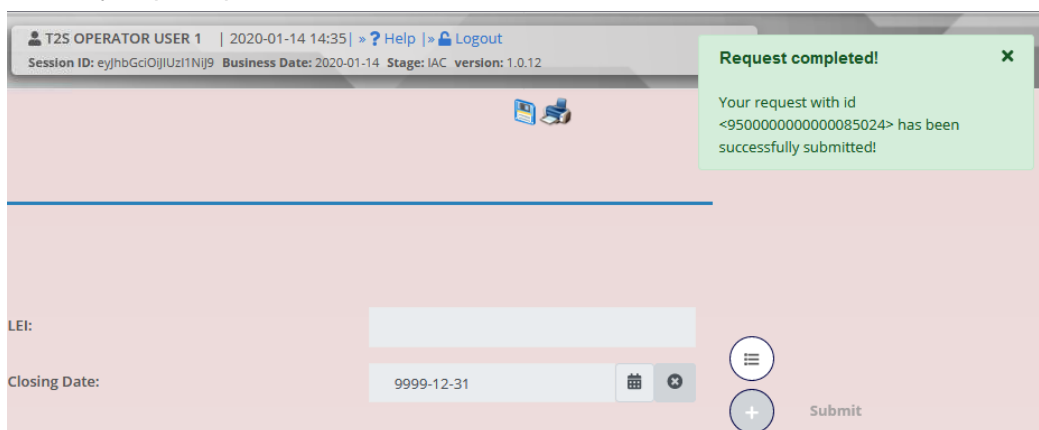 T2S OPERATOR USER 1 | 2020-01-14 14:35| » ? Help |» Logout
Session ID: eyJhbGciOiJIUzI1NiJ9 Business Date: 2020-01-14 Stage: IAC version: 1.0.12
Request completed!
Your request with id
<9500000000000085024> has been
successfully submitted!
LEI:
Closing Date: 9999-12-31
Submit